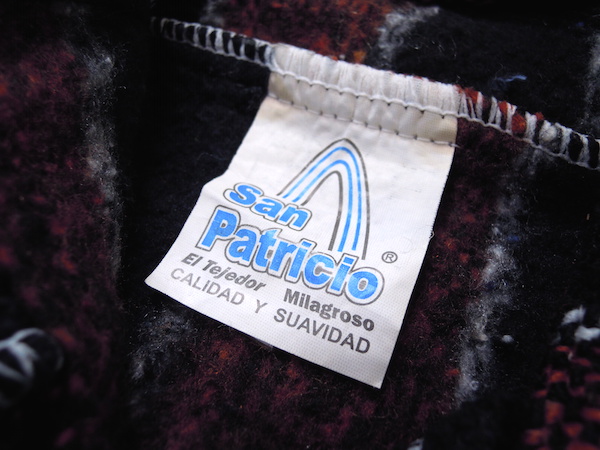 San
Patricio ®
El Tejedor Milagroso
CALIDAD Y SUAVIDAD